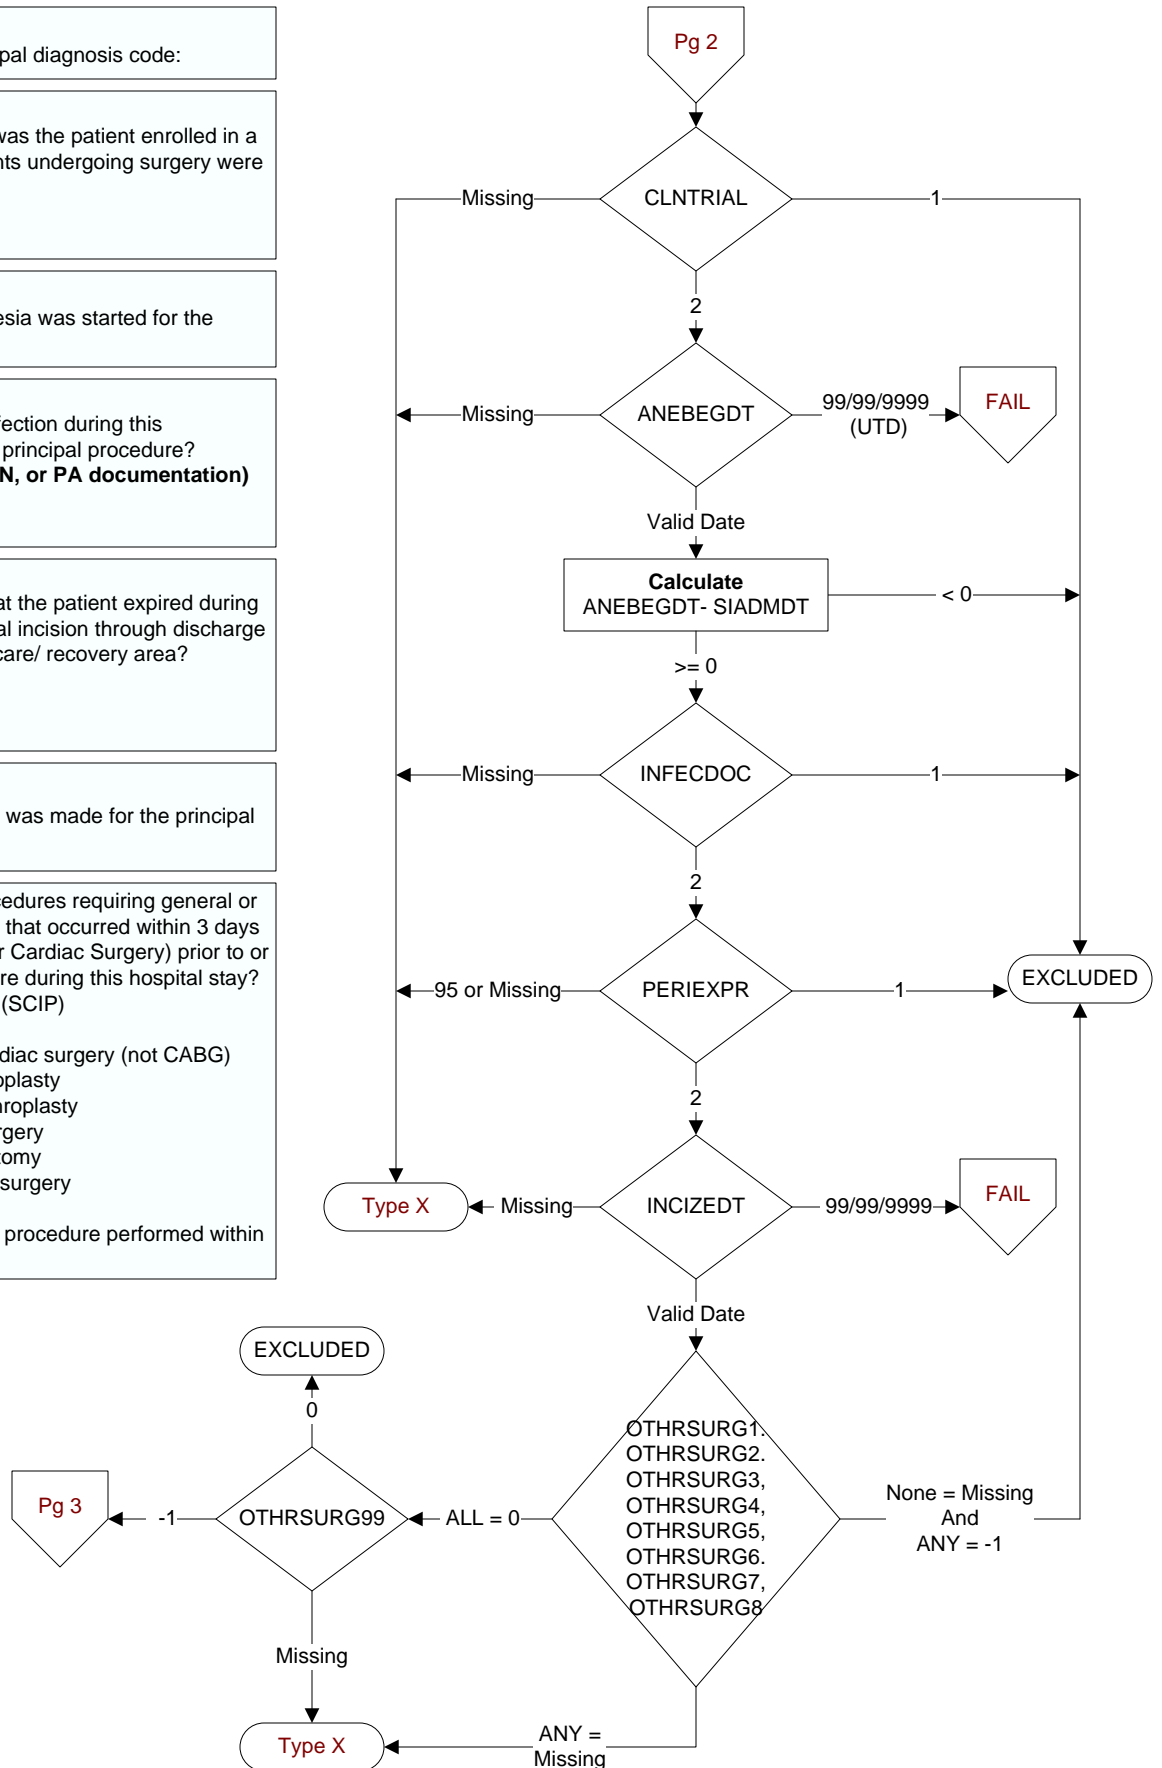 ipal diagnosis code:
was the patient enrolled in a
nts undergoing surgery were
esia was started for the
fection during this
principal procedure?
N, or PA documentation)
at the patient expired during
al incision through discharge
care/ recovery area?
was made for the principal
cedures requiring general or
that occurred within 3 days
r Cardiac Surgery) prior to or
re during this hospital stay?
(SCIP)
diac surgery (not CABG)
oplasty
hroplasty
rgery
tomy
surgery
procedure performed within
Pg 2
CLNTRIAL
Missing
1
2
ANEBEGDT
Missing
99/99/9999
(UTD)
FAIL
Valid Date
Calculate
ANEBEGDT- SIADMDT
< 0
>= 0
INFECDOC
Missing
1
2
PERIEXPR
95 or Missing
1
EXCLUDED
2
INCIZEDT
Missing
Type X
99/99/9999
FAIL
Valid Date
OTHRSURG1.
OTHRSURG2.
OTHRSURG3,
OTHRSURG4,
OTHRSURG5,
OTHRSURG6.
OTHRSURG7,
OTHRSURG8
None = Missing
And
ANY = -1
ALL = 0
OTHRSURG99
0
EXCLUDED
-1
Pg 3
Missing
Type X
ANY =
Missing